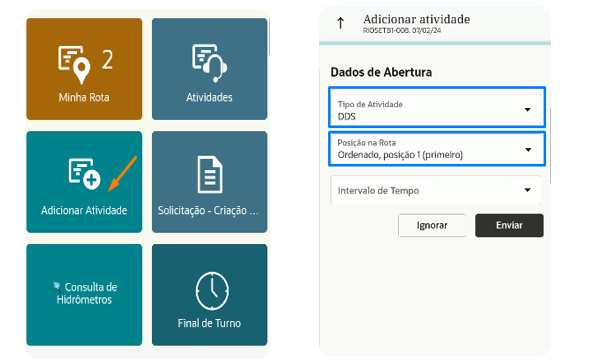 2
Minha Rota
Atividades
Adicionar Atividade
Solicitação - Criação ...
Consulta de
Hidrômetros
Final de Turno
Adicionar atividade
RIOSETB1-008, 07/02/24
Dados de Abertura
Tipo de Atividade
DDS
Posição na Rota
Ordenado, posição 1 (primeiro)
Intervalo de Tempo
Ignorar
Enviar